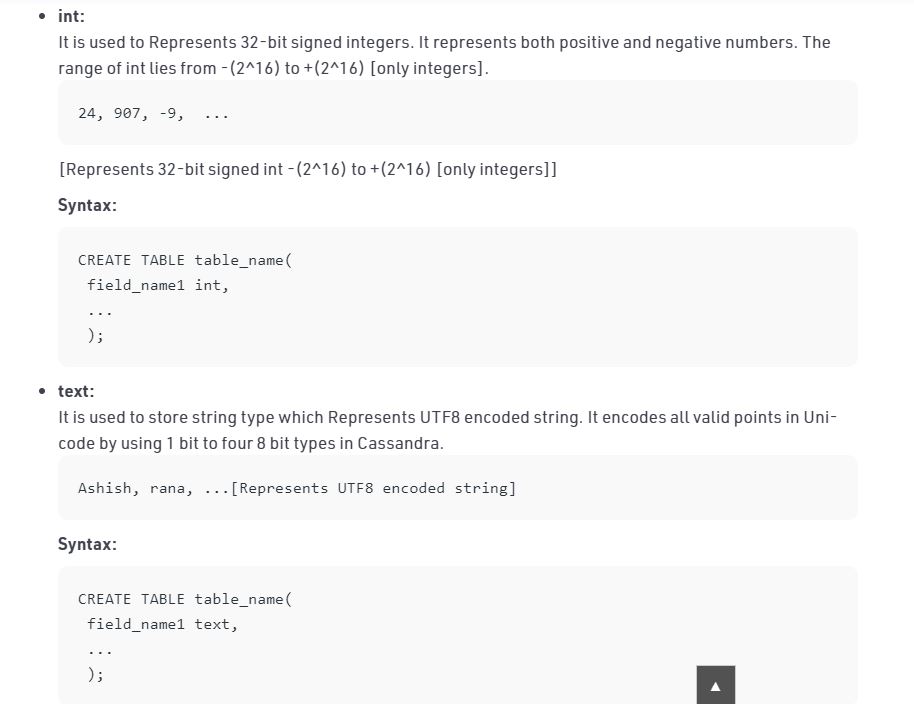 int:
It is used to Represents 32-bit signed integers. It represents both positive and negative numbers. The
range of int lies from -(2^16) to +(2^16) [only integers].
24, 907, -9,  ...
[Represents 32-bit signed int -(2^16) to +(2^16) [only integers]]
Syntax:
CREATE TABLE table_name(
field_name1 int,
...
);
text:
It is used to store string type which Represents UTF8 encoded string. It encodes all valid points in Uni-
code by using 1 bit to four 8 bit types in Cassandra.
Ashish, rana, ...[Represents UTF8 encoded string]
Syntax:
CREATE TABLE table_name(
field_name1 text,
...
);